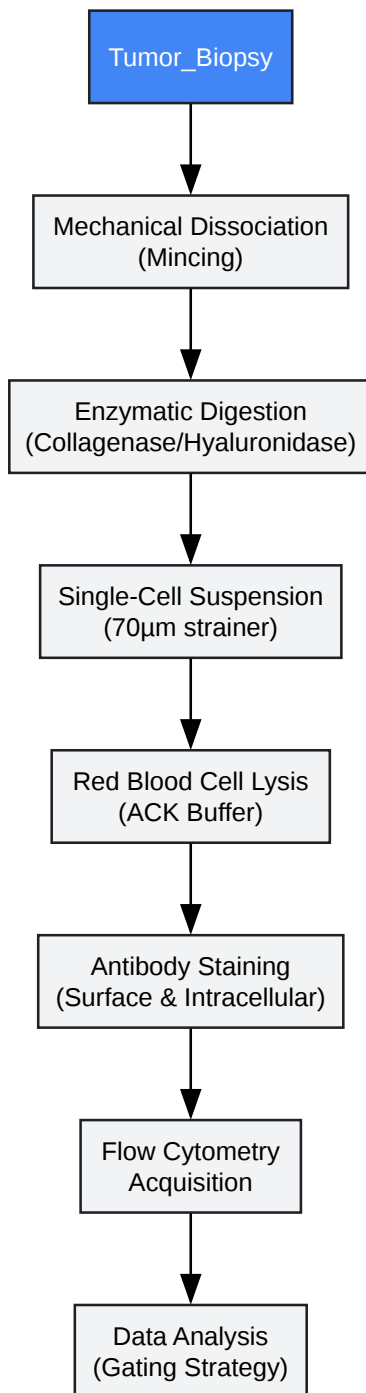 Tumor_Biopsy
Mechanical Dissociation
(Mincing)
Enzymatic Digestion
(Collagenase/Hyaluronidase)
Single-Cell Suspension
(70µm strainer)
Red Blood Cell Lysis
(ACK Buffer)
Antibody Staining
(Surface & Intracellular)
Flow Cytometry
Acquisition
Data Analysis
(Gating Strategy)